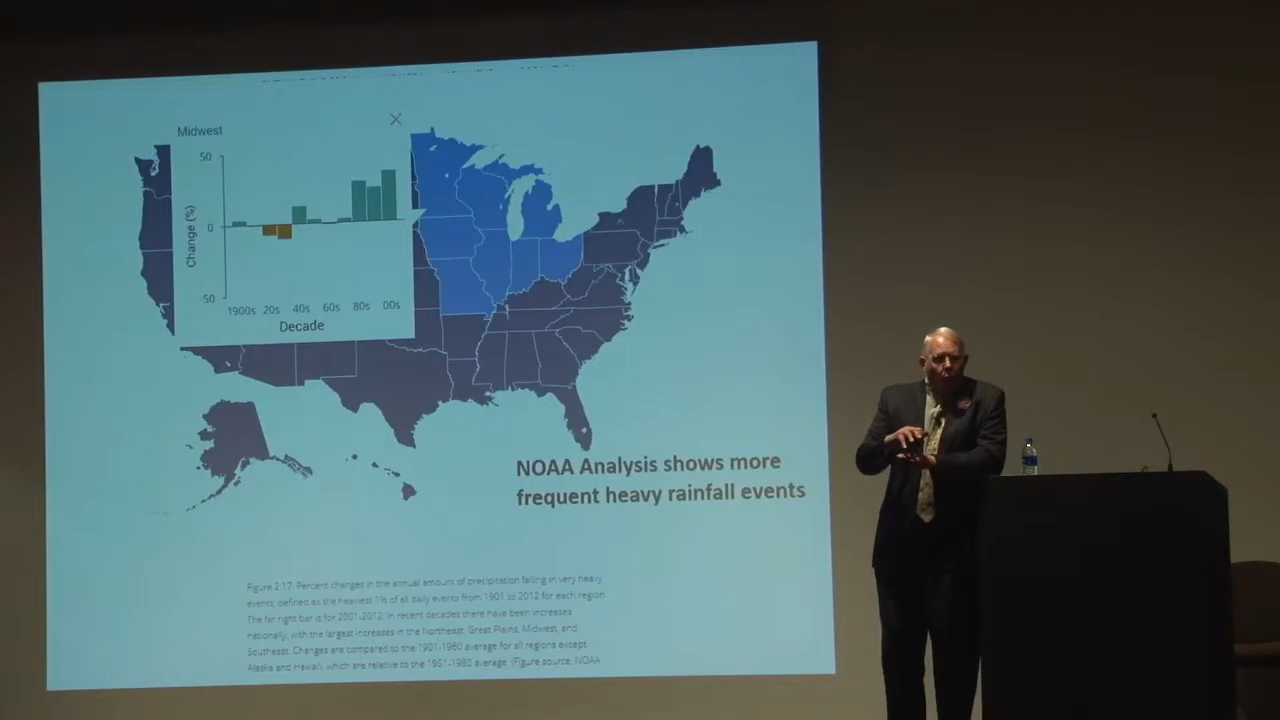 Midwest
50
0
-50
Change (%)
1900s 20s 40s 60s 80s 00s
Decade
NOAA Analysis shows more
frequent heavy rainfall events
Figure 2.17: Percent changes in the annual amount of precipitation falling in very heavy
events, defined as the heaviest 1% of all daily events from 1901 to 2012 for each region.
The far right bar is for 2001-2012. In recent decades there have been increases
nationally, with the largest increases in the Northeast, Great Plains, Midwest, and
Southeast. Changes are compared to the 1901-1960 average for all regions except
Alaska and Hawai'i, which are relative to the 1951-1980 average. (Figure source: NOAA